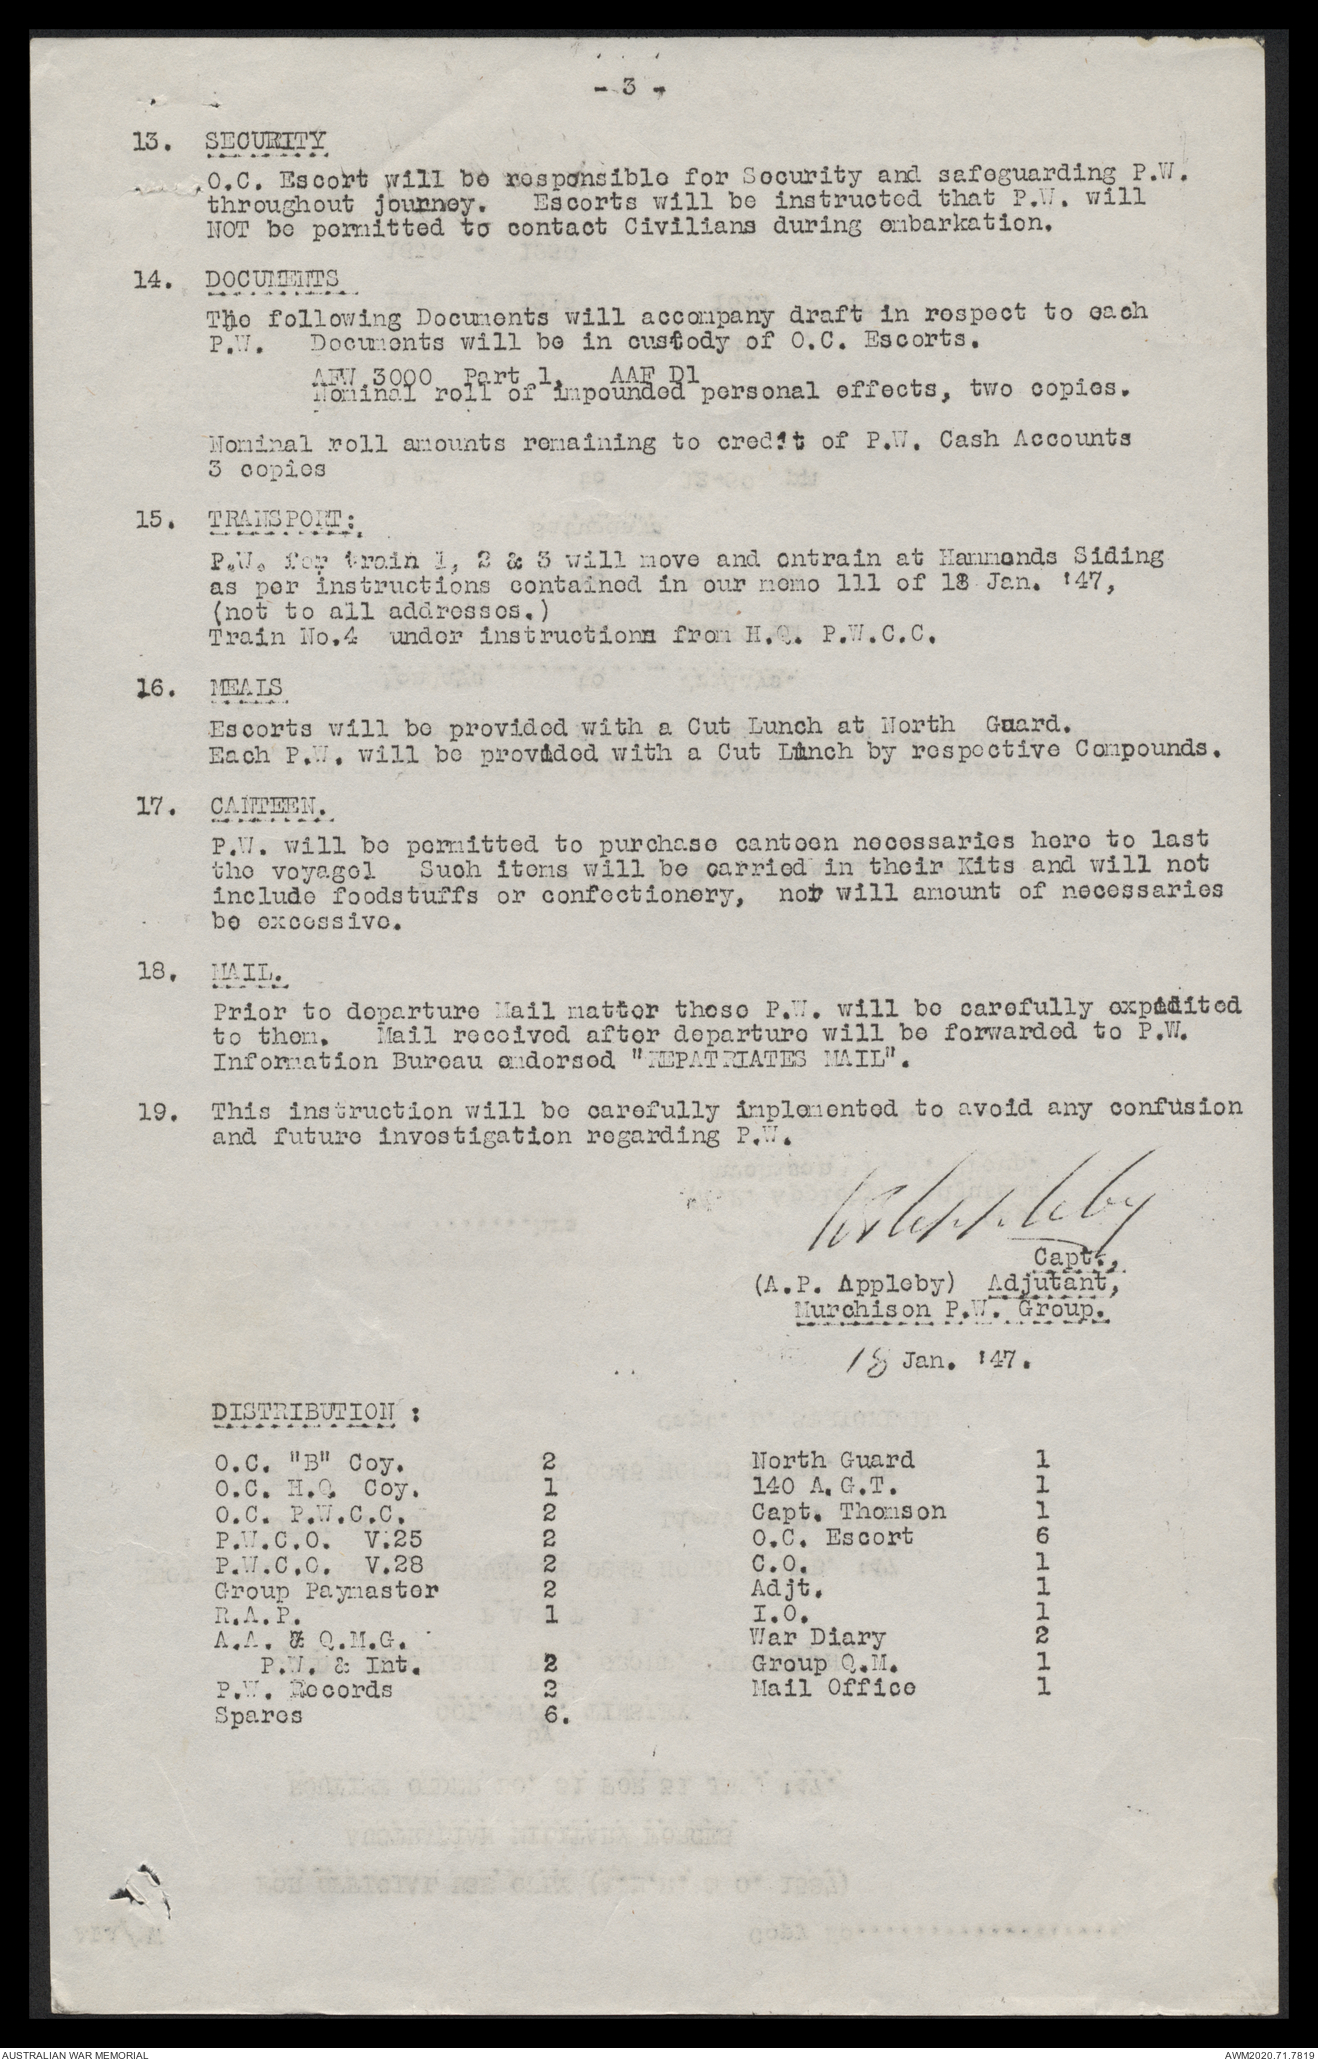 - 3 -
13. SECURITY
O.C. Escort will be responsible for Security and safeguarding P.W.
throughout journey. Escorts will be instructed that P.W. will
NOT be permitted to contact Civilians during embarkation.
14. DOCUMENTS
The following Documents will accompany draft in respect to each
P.W. Documents will be in custody of O.C. Escorts.
AFW 3000 Part 1, AAF D1
Nominal roll of impounded personal effects, two copies.
Nominal roll amounts remaining to credit of P.W. Cash Accounts
3 copies
15. TRANSPORT:
P.W. for train 1, 2 & 3 will move and entrain at Hammonds Siding
as per instructions contained in our memo 111 of 18 Jan. '47,
(not to all addresses.)
Train No.4 under instructions from H.Q. P.W.C.C.
16. MEALS
Escorts will be provided with a Cut Lunch at North Guard.
Each P.W. will be provided with a Cut Lunch by respective Compounds.
17. CANTEEN.
P.W. will be permitted to purchase canteen necessaries here to last
the voyagel Such items will be carried in their Kits and will not
include foodstuffs or confectionery, nor will amount of necessaries
be excessive.
18. MAIL.
Prior to departure Mail matter these P.W. will be carefully expedited
to them. Mail received after departure will be forwarded to P.W.
Information Bureau endorsed "REPATRIATES MAIL".
19. This instruction will be carefully implemented to avoid any confusion
and future investigation regarding P.W.
Capt.,
(A.P. Appleby) Adjutant,
Murchison P.W. Group.
18 Jan. '47.
DISTRIBUTION :
O.C. "B" Coy. 2 North Guard 1
O.C. H.Q. Coy. 1 140 A.G.T. 1
O.C. P.W.C.C. 2 Capt. Thomson 1
P.W.C.O. V.25 2 O.C. Escort 6
P.W.C.O. V.28 2 C.O. 1
Group Paymaster 2 Adjt. 1
R.A.P. 1 I.O. 1
A.A. & Q.M.G. War Diary 2
P.W. & Int. 2 Group Q.M. 1
P.W. Records 2 Mail Office 1
Spares 6.
AUSTRALIAN WAR MEMORIAL AWM2020.71.7819